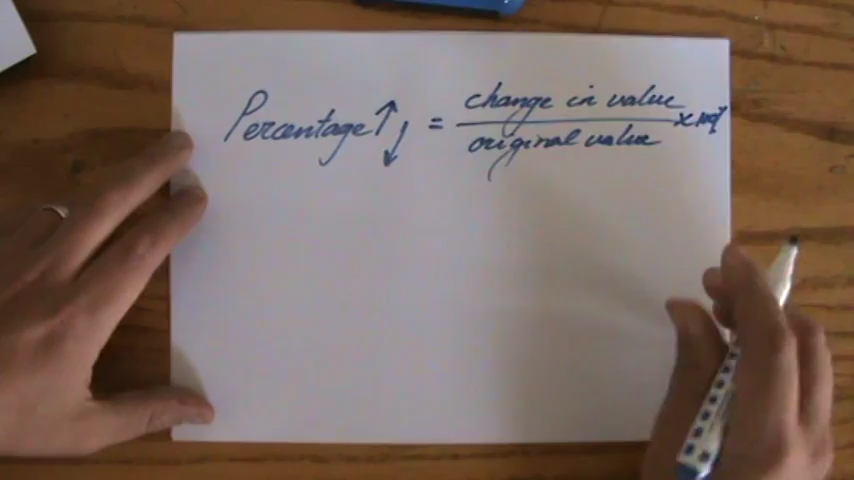 Percentage ↑↓ = change in value / original value × 100%